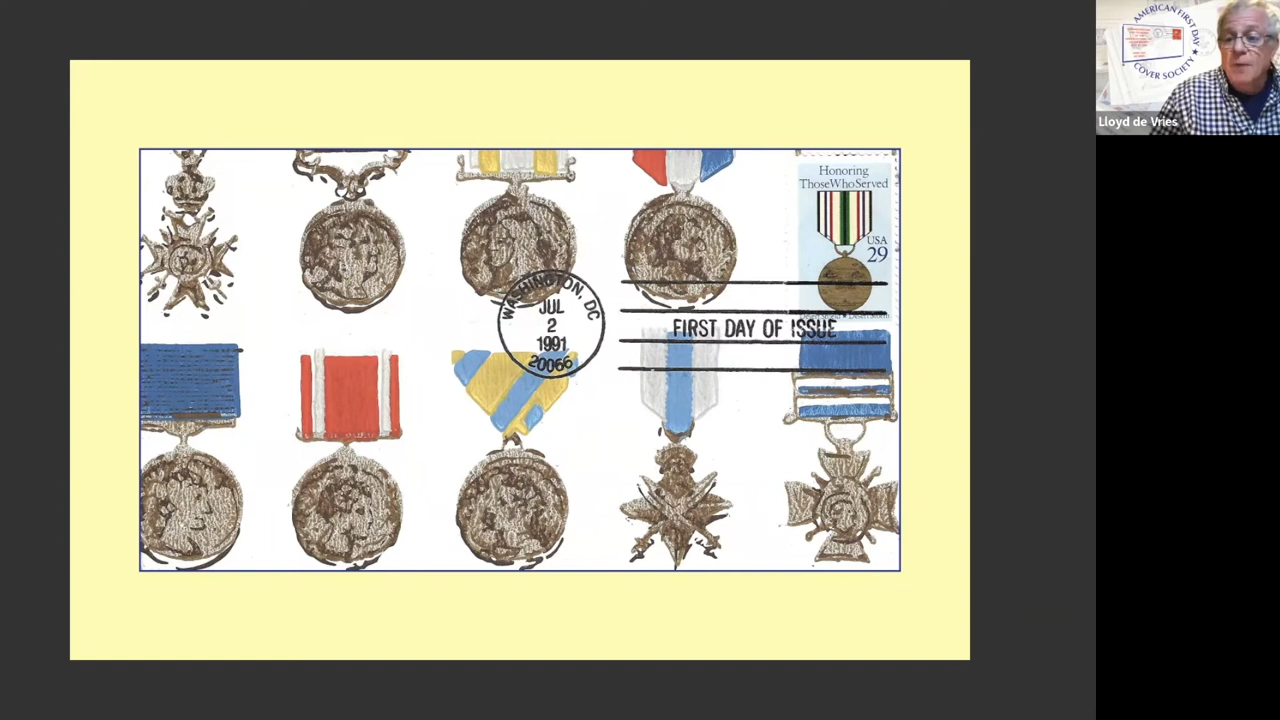 Honoring
Those Who Served
USA
29
WASHINGTON, DC
JUL
2
1991
20066
FIRST DAY OF ISSUE
AMERICAN FIRST DAY
COVER SOCIETY
Lloyd de Vries